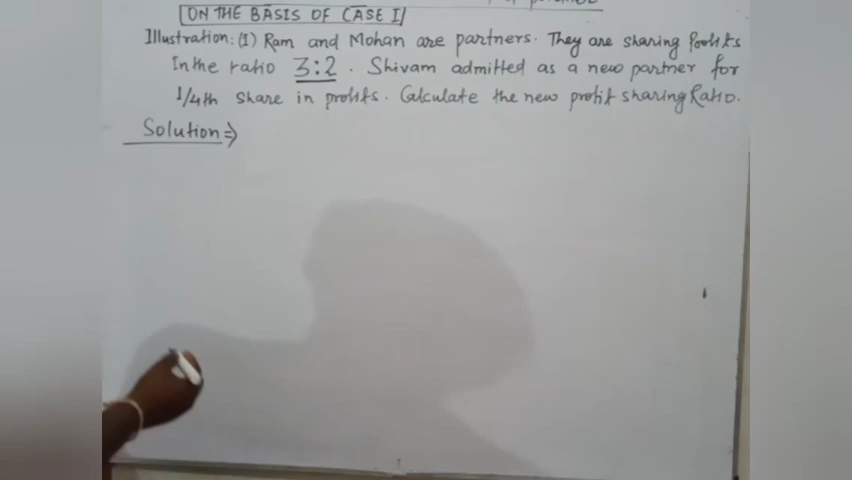 ON THE BASIS OF CASE I
Illustration: (1) Ram and Mohan are partners. They are sharing Profits
In the ratio 3:2. Shivam admitted as a new partner for
1/4th share in profits. Calculate the new profit sharing Ratio.
Solution ⇒